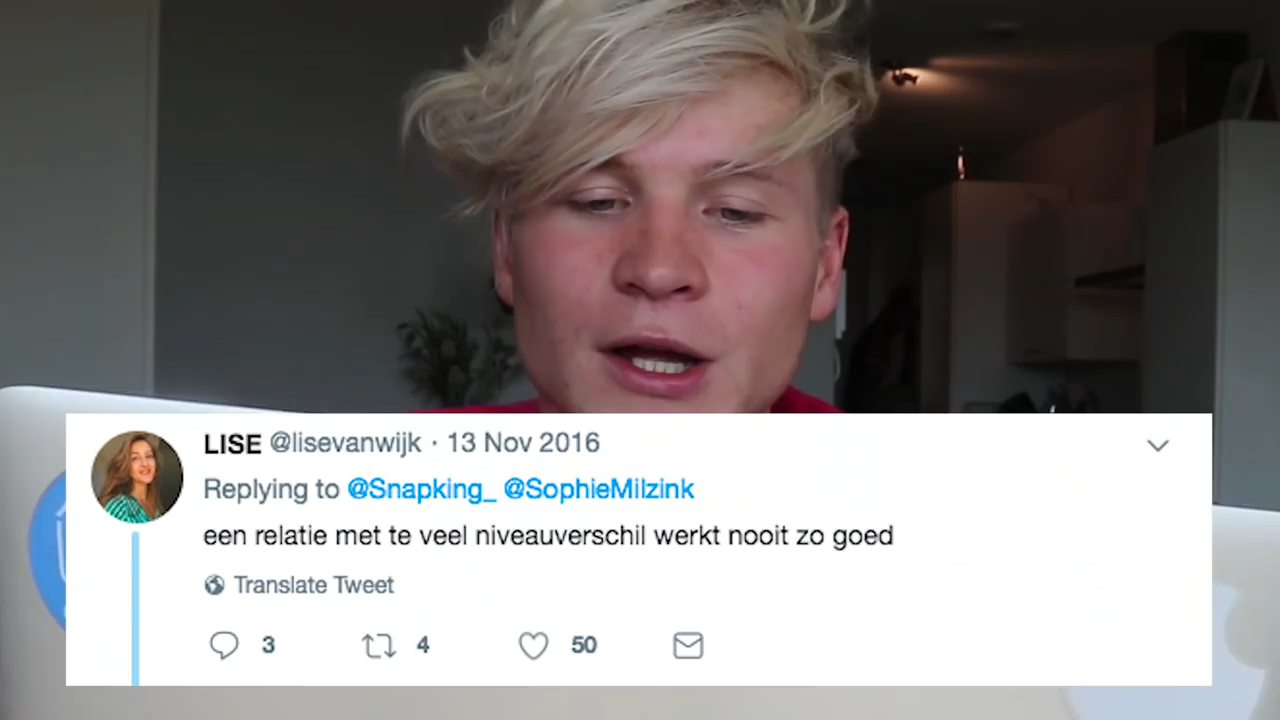 LISE @lisevanwijk · 13 Nov 2016
Replying to @Snapking_ @SophieMilzink
een relatie met te veel niveauverschil werkt nooit zo goed
Translate Tweet
3 4 50